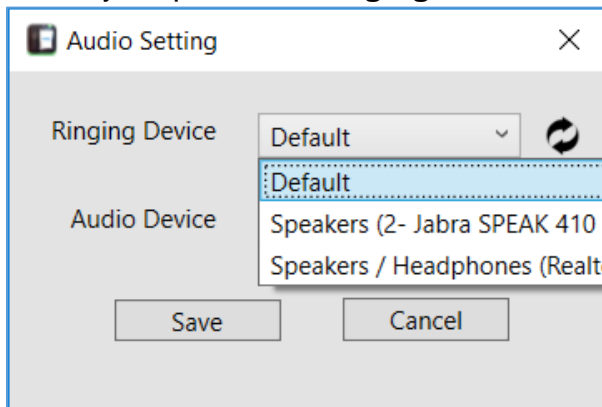 Audio Setting
Ringing Device
Default
Default
Audio Device
Speakers (2- Jabra SPEAK 410
Speakers / Headphones (Realt
Save
Cancel